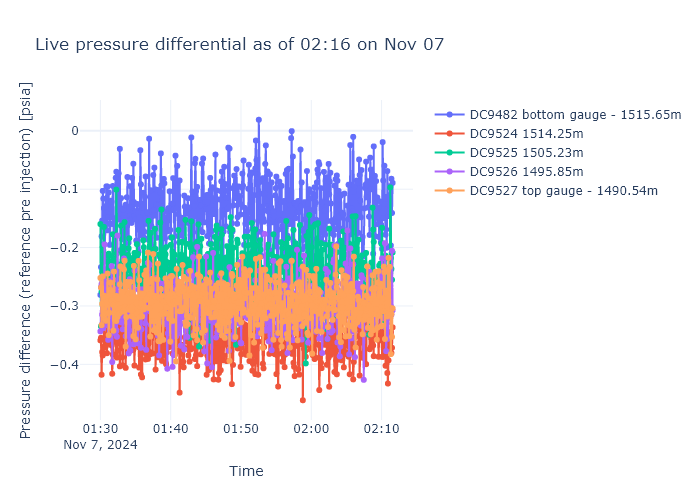 Live pressure differential as of 02:16 on Nov 07
Pressure difference (reference pre injection) [psia]
0
−0.1
−0.2
−0.3
−0.4
01:30
Nov 7, 2024
01:40
01:50
02:00
02:10
Time
DC9482 bottom gauge - 1515.65m
DC9524 1514.25m
DC9525 1505.23m
DC9526 1495.85m
DC9527 top gauge - 1490.54m